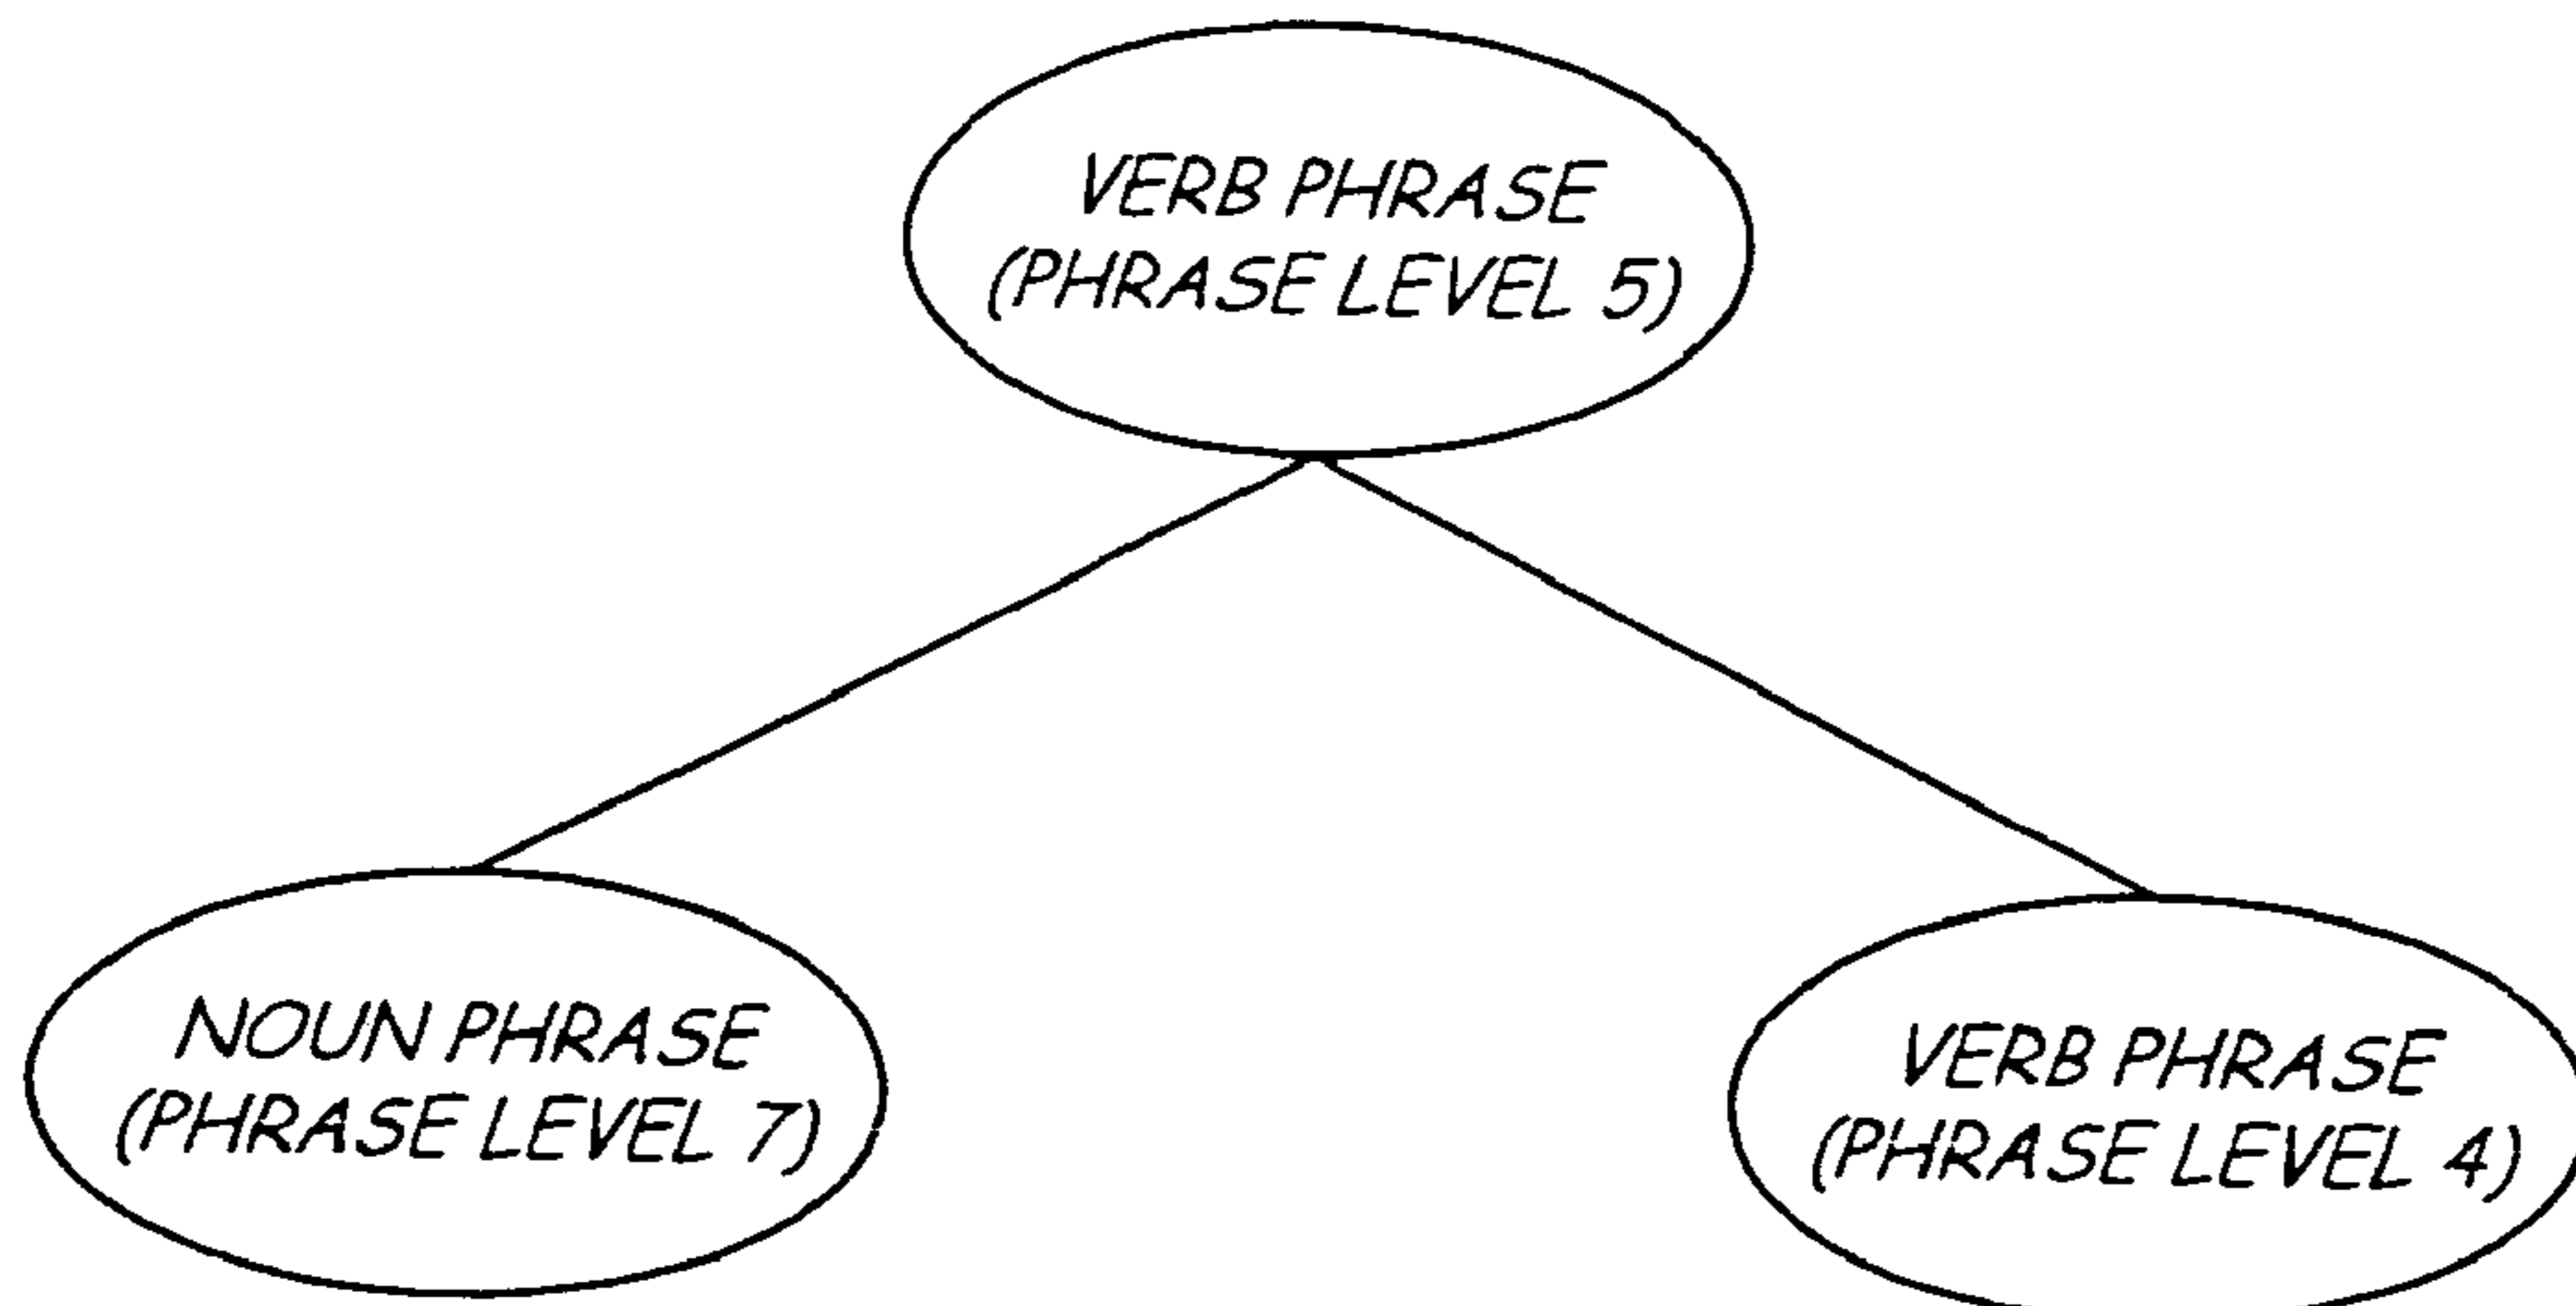 VERB PHRASE
(PHRASE LEVEL 5)
NOUN PHRASE
(PHRASE LEVEL 7)
VERB PHRASE
(PHRASE LEVEL 4)